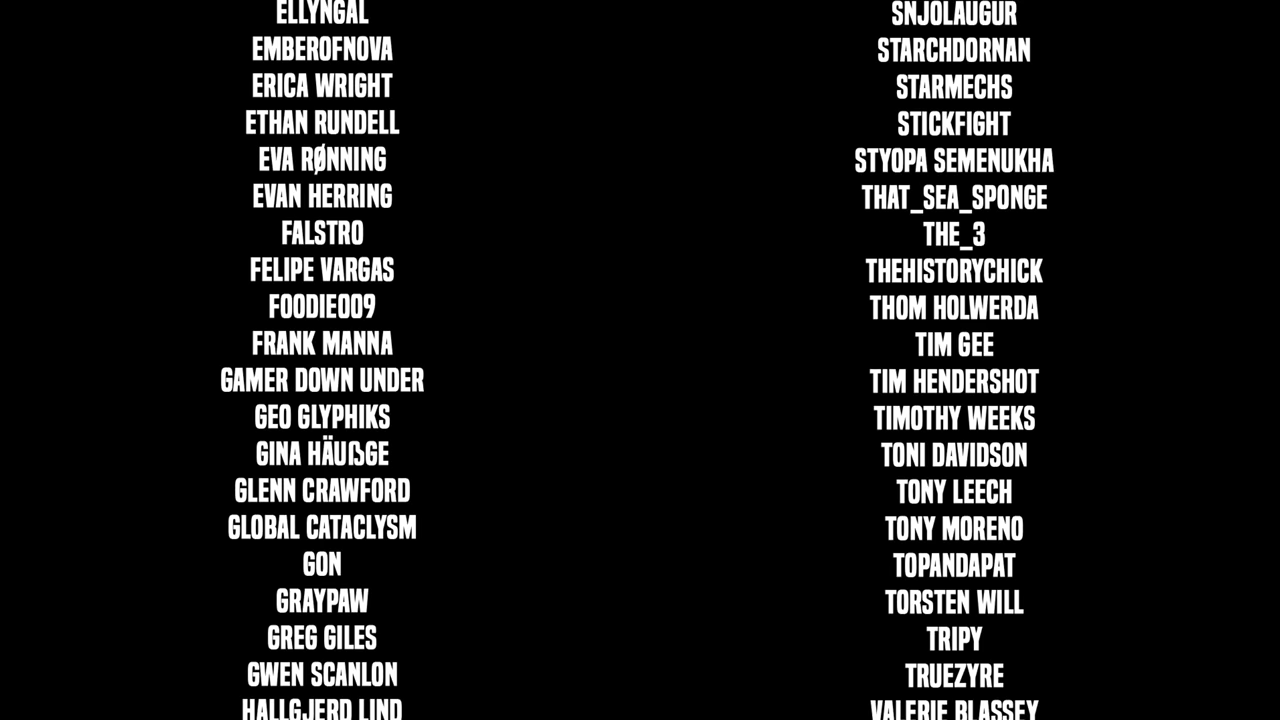 ELLYNGAL
EMBEROFNOVA
ERICA WRIGHT
ETHAN RUNDELL
EVA RØNNING
EVAN HERRING
FALSTRO
FELIPE VARGAS
FOODIE009
FRANK MANNA
GAMER DOWN UNDER
GEO GLYPHIKS
GINA HÄUßGE
GLENN CRAWFORD
GLOBAL CATACLYSM
GON
GRAYPAW
GREG GILES
GWEN SCANLON
HALLGJERD LIND
SNJOLAUGUR
STARCHDORNAN
STARMECHS
STICKFIGHT
STYOPA SEMENUKHA
THAT_SEA_SPONGE
THE_3
THEHISTORYCHICK
THOM HOLWERDA
TIM GEE
TIM HENDERSHOT
TIMOTHY WEEKS
TONI DAVIDSON
TONY LEECH
TONY MORENO
TOPANDAPAT
TORSTEN WILL
TRIPY
TRUEZYRE
VALERIE BLASSEY